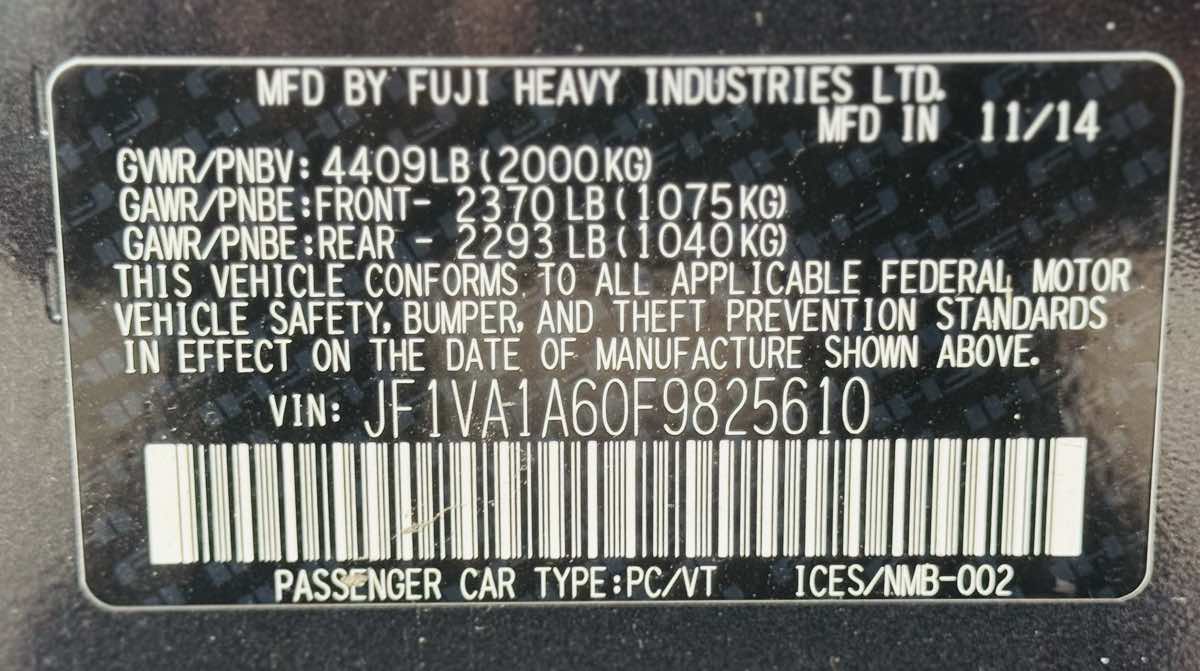 MFD BY FUJI HEAVY INDUSTRIES LTD.
MFD IN 11/14
GVWR/PNBV: 4409LB (2000KG)
GAWR/PNBE:FRONT- 2370 LB (1075KG)
GAWR/PNBE:REAR - 2293 LB (1040KG)
THIS VEHICLE CONFORMS TO ALL APPLICABLE FEDERAL MOTOR
VEHICLE SAFETY, BUMPER, AND THEFT PREVENTION STANDARDS
IN EFFECT ON THE DATE OF MANUFACTURE SHOWN ABOVE.
VIN: JF1VA1A60F9825610
PASSENGER CAR TYPE:PC/VT ICES/NMB-002